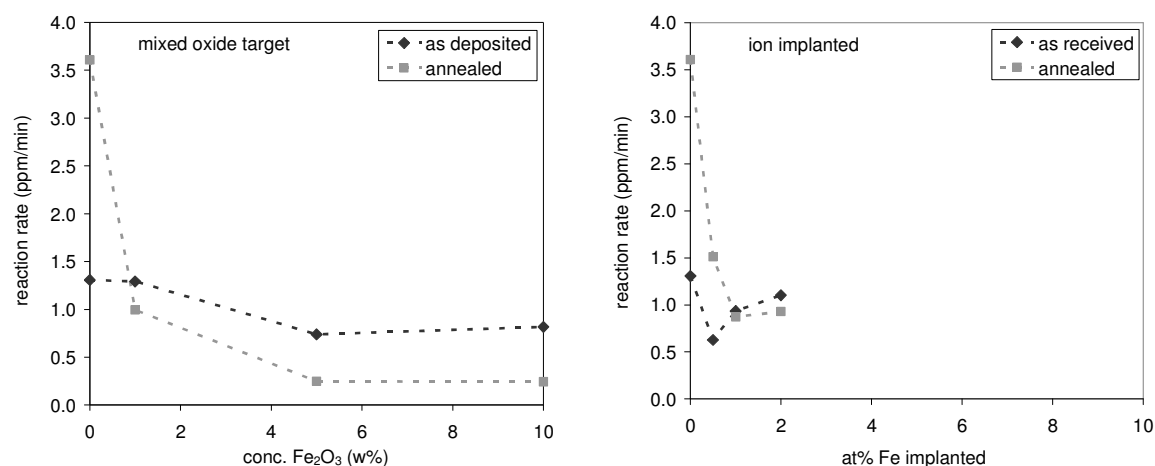 4.0
3.5
3.0
2.5
2.0
1.5
1.0
0.5
0.0
reaction rate (ppm/min)
mixed oxide target
as deposited
annealed
0 2 4 6 8 10
conc. Fe₂O₃ (w%)
4.0
3.5
3.0
2.5
2.0
1.5
1.0
0.5
0.0
reaction rate (ppm/min)
ion implanted
as received
annealed
0 2 4 6 8 10
at% Fe implanted